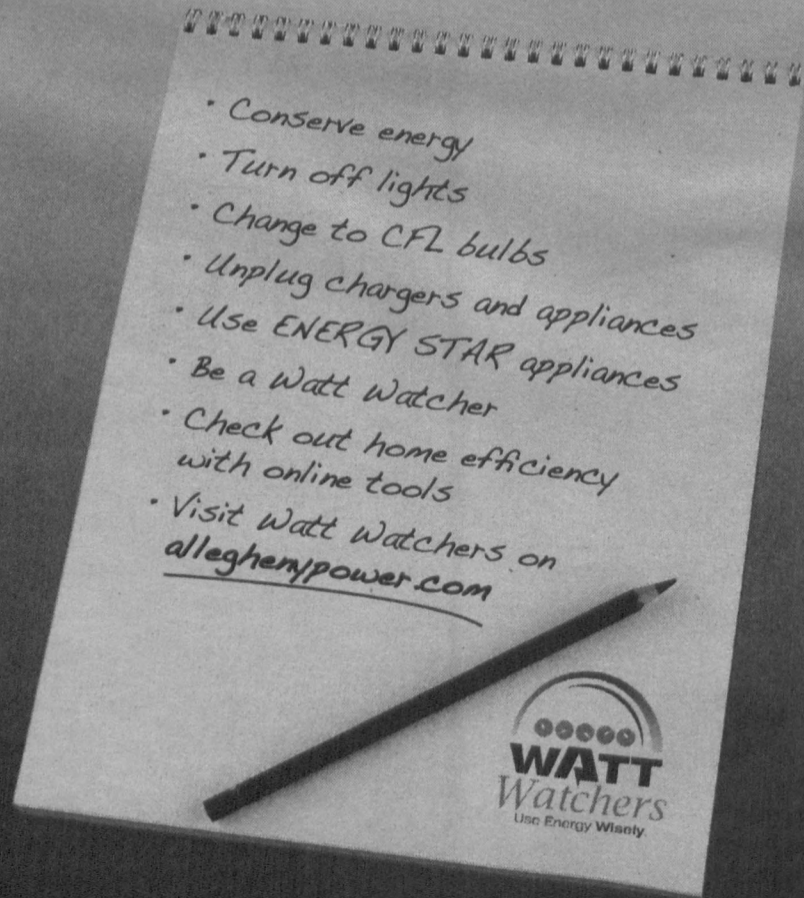 • Conserve energy
• Turn off lights
• Change to CFL bulbs
• Unplug chargers and appliances
• Use ENERGY STAR appliances
• Be a Watt Watcher
• Check out home efficiency
with online tools
• Visit Watt Watchers on
alleghenypower.com
WATT
Watchers
Use Energy Wisely